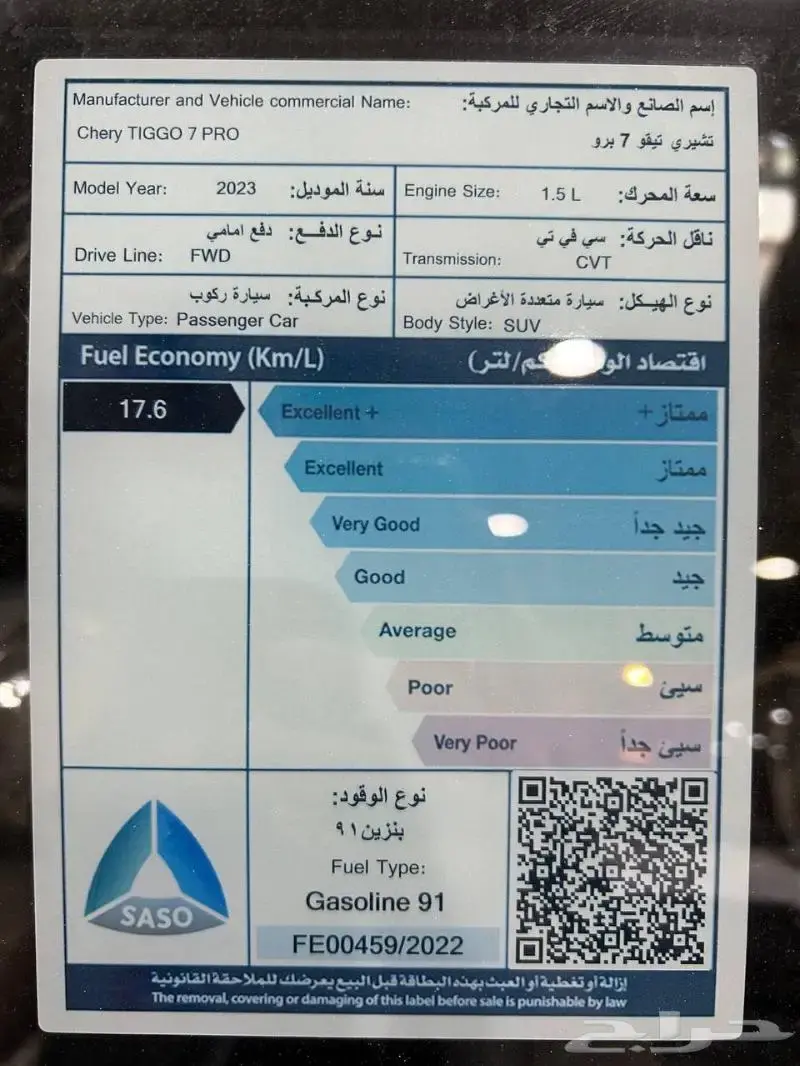 Manufacturer and Vehicle commercial Name: إسم الصانع والاسم التجاري للمركبة:
Chery TIGGO 7 PRO تشيري تيقو 7 برو
Model Year: 2023 سنة الموديل:
Engine Size: 1.5 L سعة المحرك:
نوع الدفع: دفع امامي
Drive Line: FWD
ناقل الحركة: سي في تي
Transmission: CVT
نوع المركبة: سيارة ركوب
Vehicle Type: Passenger Car
نوع الهيكل: سيارة متعددة الأغراض
Body Style: SUV
Fuel Economy (Km/L) اقتصاد كم/لتر)
17.6
Excellent + ممتاز +
Excellent ممتاز
Very Good جيد جداً
Good جيد
Average متوسط
Poor سيئ
Very Poor سيئ جداً
SASO
نوع الوقود:
بنزين ٩١
Fuel Type:
Gasoline 91
FE00459/2022
إزالة أو تغطية أو العبث بهذه البطاقة قبل البيع يعرضك للملاحقة القانونية
The removal, covering or damaging of this label before sale is punishable by law
حراج